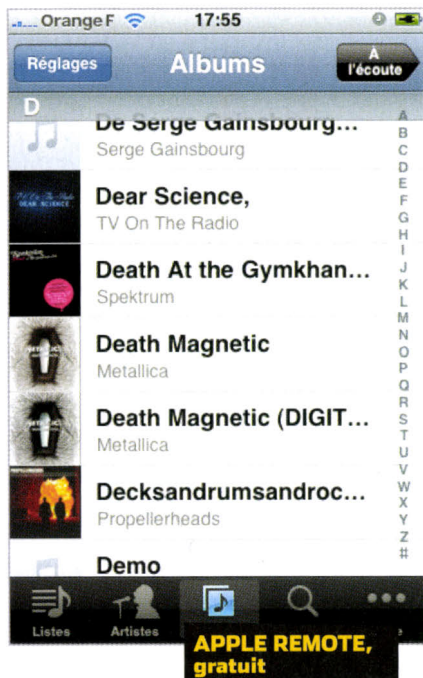 Orange F 17:55
Réglages Albums A l'écoute
D
De Serge Gainsbourg...
Serge Gainsbourg
Dear Science,
TV On The Radio
Death At the Gymkhan...
Spektrum
Death Magnetic
Metallica
Death Magnetic (DIGIT...
Metallica
Decksandrumsandroc...
Propellerheads
Demo
A
B
C
D
E
F
G
H
I
J
K
L
M
N
O
P
Q
R
S
T
U
V
W
X
Y
Z
#
Listes Artistes
APPLE REMOTE,
gratuit